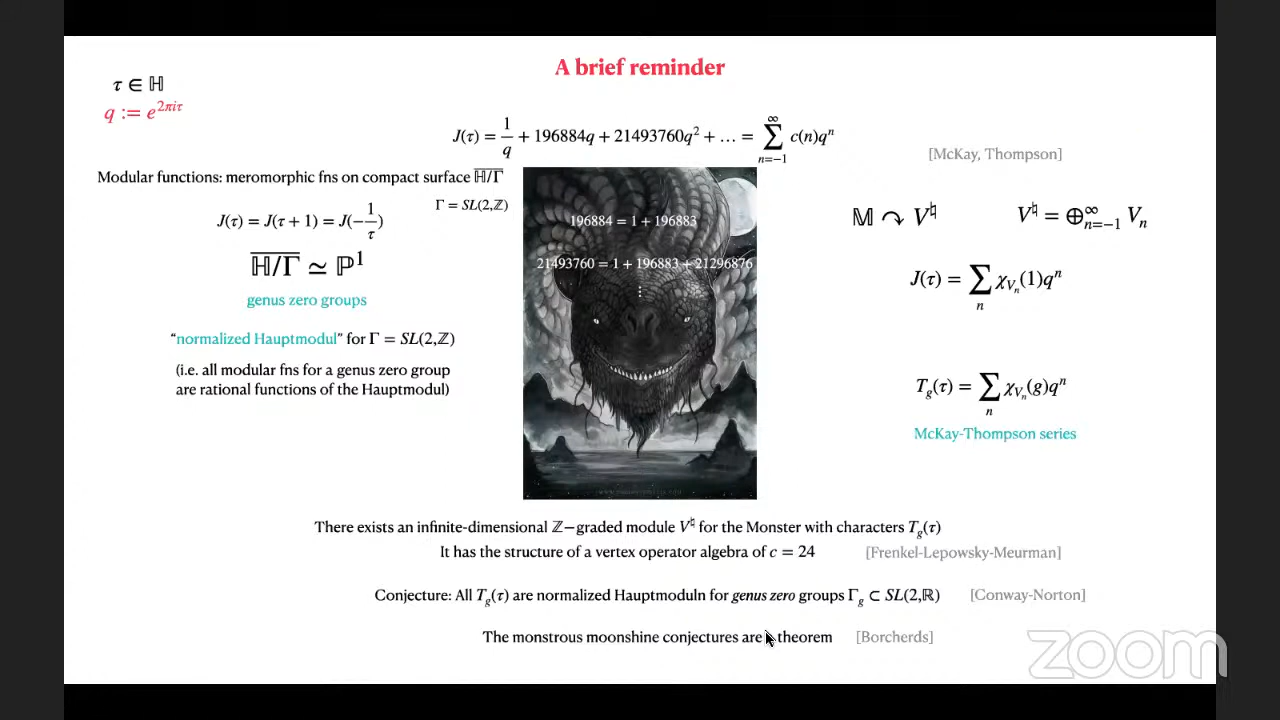 A brief reminder
τ ∈ ℍ
q := e^{2πiτ}
J(τ) = 1/q + 196884q + 21493760q² + … = ∑_{n=−1}^{∞} c(n)qⁿ
[McKay, Thompson]
Modular functions: meromorphic fns on compact surface \overline{ℍ/Γ}
Γ = SL(2,ℤ)
J(τ) = J(τ + 1) = J(−1/τ)
\overline{ℍ/Γ} ≃ ℙ¹
genus zero groups
“normalized Hauptmodul” for Γ = SL(2,ℤ)
(i.e. all modular fns for a genus zero group
are rational functions of the Hauptmodul)
196884 = 1 + 196883
21493760 = 1 + 196883 + 21296876
⋮
𝕄 ↷ V^♮
V^♮ = ⊕_{n=−1}^{∞} V_n
J(τ) = ∑_n χ_{V_n}(1)qⁿ
T_g(τ) = ∑_n χ_{V_n}(g)qⁿ
McKay-Thompson series
There exists an infinite-dimensional ℤ−graded module V^♮ for the Monster with characters T_g(τ)
It has the structure of a vertex operator algebra of c = 24 [Frenkel-Lepowsky-Meurman]
Conjecture: All T_g(τ) are normalized Hauptmoduln for genus zero groups Γ_g ⊂ SL(2,ℝ) [Conway-Norton]
The monstrous moonshine conjectures are theorem [Borcherds]
zoom